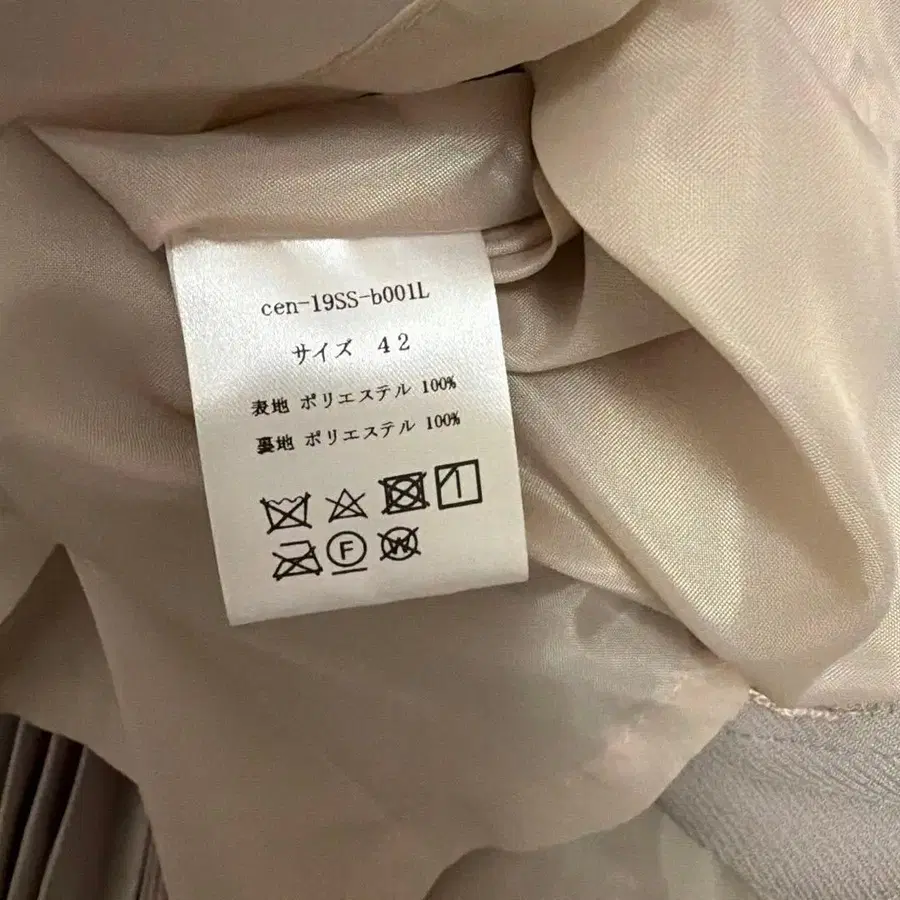 cen-19SS-b001L
サイズ 42
表地 ポリエステル 100%
裏地 ポリエステル 100%
F W